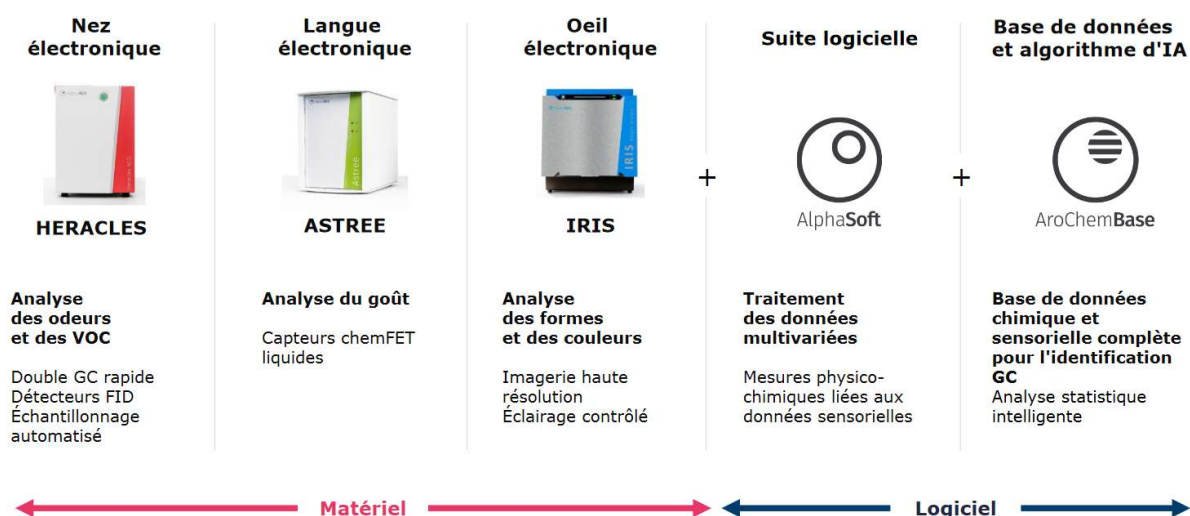 Nez
électronique
Langue
électronique
Oeil
électronique
Suite logicielle
Base de données
et algorithme d'IA
Astree
IRIS
+
+
HERACLES
ASTREE
IRIS
AlphaSoft
AroChemBase
Analyse
des odeurs
et des VOC
Double GC rapide
Détecteurs FID
Échantillonnage
automatisé
Analyse du goût
Capteurs chemFET
liquides
Analyse
des formes
et des couleurs
Imagerie haute
résolution
Éclairage contrôlé
Traitement
des données
multivariées
Mesures physico-
chimiques liées aux
données sensorielles
Base de données
chimique et
sensorielle complète
pour l'identification
GC
Analyse statistique
intelligente
Matériel
Logiciel